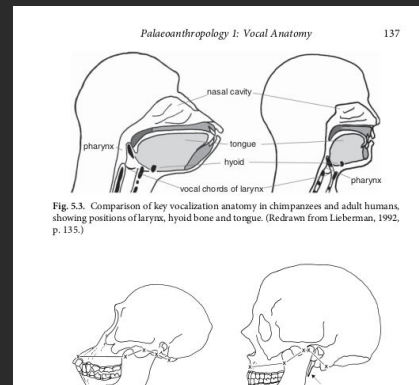 Palaeoanthropology 1: Vocal Anatomy 137
nasal cavity
pharynx
tongue
hyoid
vocal chords of larynx
pharynx
Fig. 5.3. Comparison of key vocalization anatomy in chimpanzees and adult humans,
showing positions of larynx, hyoid bone and tongue. (Redrawn from Lieberman, 1992,
p. 135.)